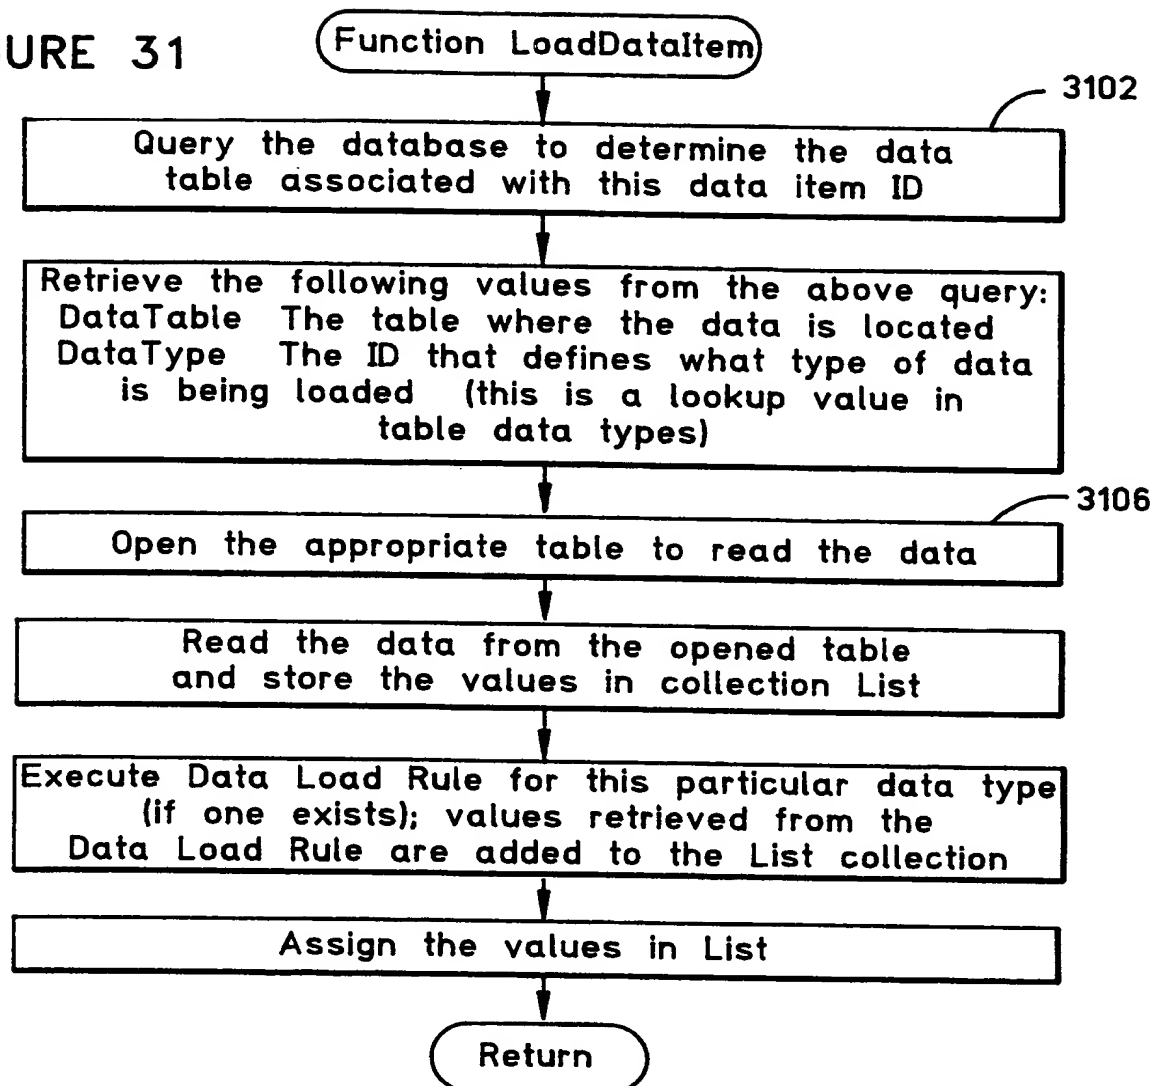 URE 31
Function LoadDataItem
3102
Query the database to determine the data
table associated with this data item ID
Retrieve the following values from the above query:
DataTable The table where the data is located
DataType The ID that defines what type of data
is being loaded (this is a lookup value in
table data types)
3106
Open the appropriate table to read the data
Read the data from the opened table
and store the values in collection List
Execute Data Load Rule for this particular data type
(if one exists); values retrieved from the
Data Load Rule are added to the List collection
Assign the values in List
Return